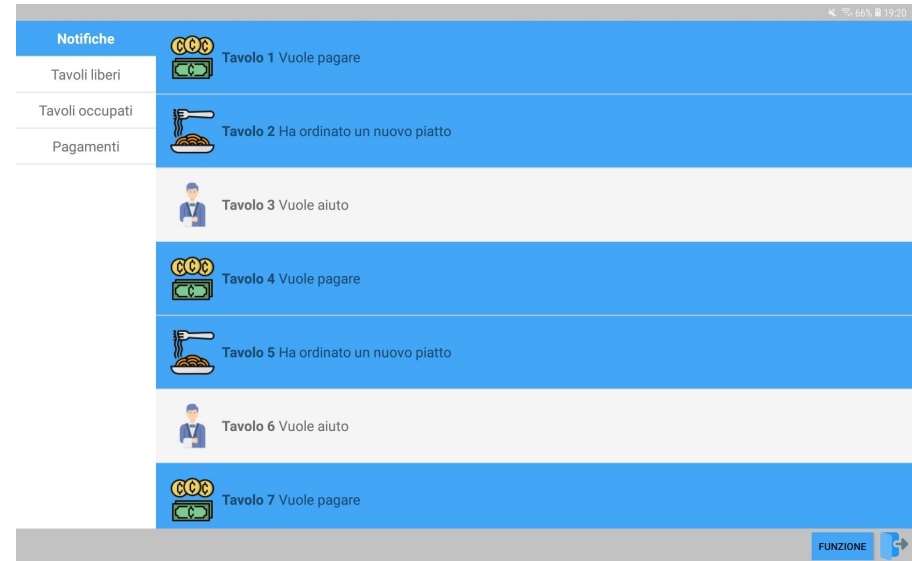 66% 19:20
Notifiche
Tavoli liberi
Tavoli occupati
Pagamenti
Tavolo 1 Vuole pagare
Tavolo 2 Ha ordinato un nuovo piatto
Tavolo 3 Vuole aiuto
Tavolo 4 Vuole pagare
Tavolo 5 Ha ordinato un nuovo piatto
Tavolo 6 Vuole aiuto
Tavolo 7 Vuole pagare
FUNZIONE